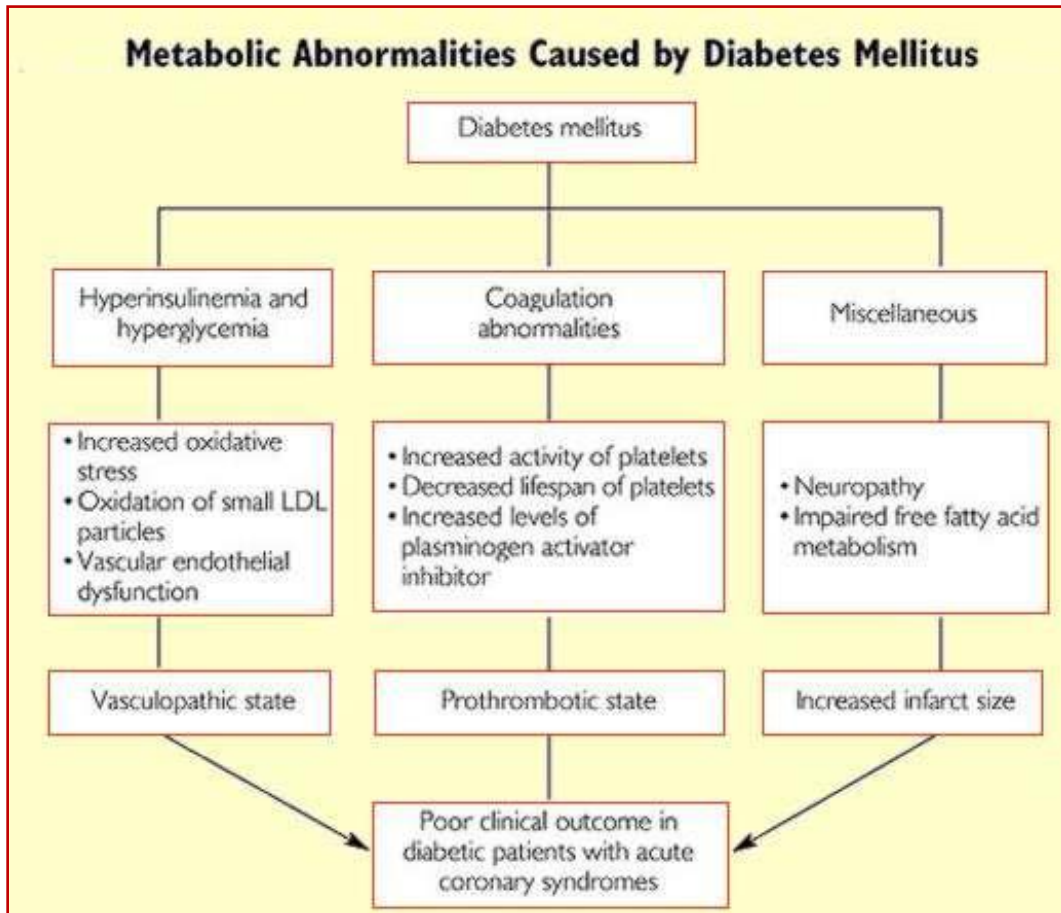 Metabolic Abnormalities Caused by Diabetes Mellitus
Diabetes mellitus
Hyperinsulinemia and
hyperglycemia
Coagulation
abnormalities
Miscellaneous
• Increased oxidative
stress
• Oxidation of small LDL
particles
• Vascular endothelial
dysfunction
• Increased activity of platelets
• Decreased lifespan of platelets
• Increased levels of
plasminogen activator
inhibitor
• Neuropathy
• Impaired free fatty acid
metabolism
Vasculopathic state
Prothrombotic state
Increased infarct size
Poor clinical outcome in
diabetic patients with acute
coronary syndromes